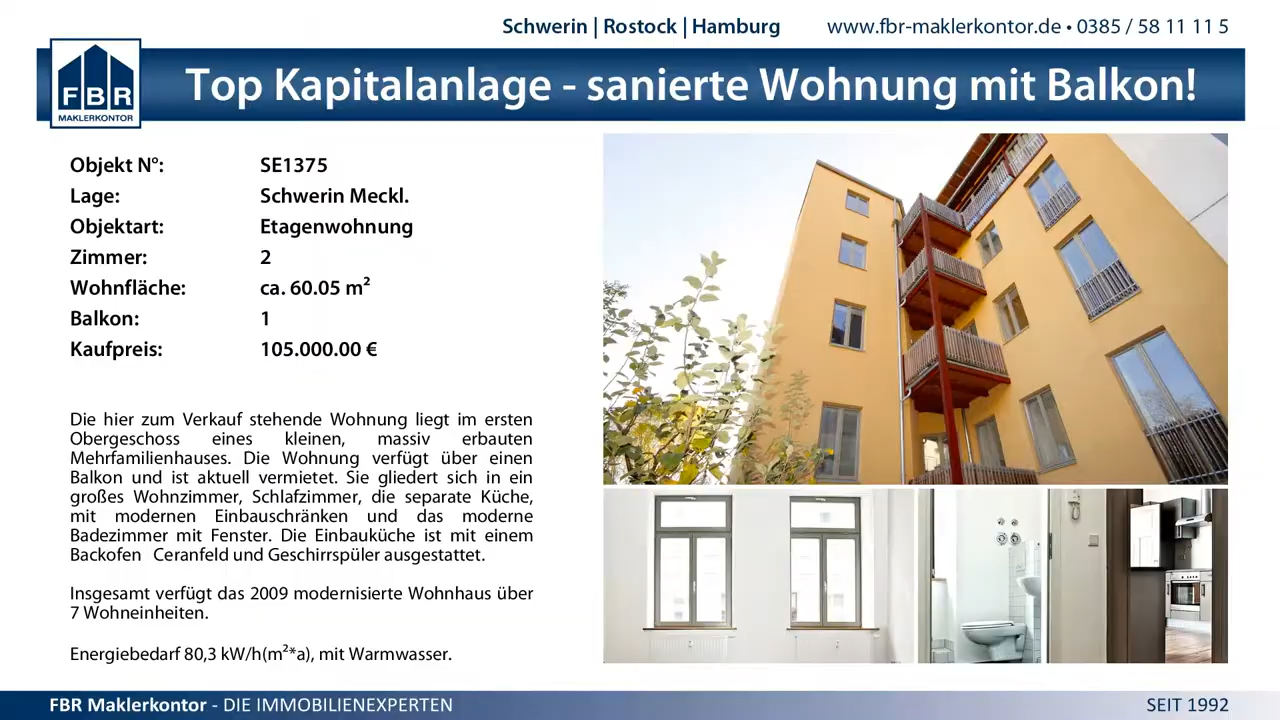 Schwerin | Rostock | Hamburg www.fbr-maklerkontor.de • 0385 / 58 11 11 5
FBR
MAKLERKONTOR
Top Kapitalanlage - sanierte Wohnung mit Balkon!
Objekt N°: SE1375
Lage: Schwerin Meckl.
Objektart: Etagenwohnung
Zimmer: 2
Wohnfläche: ca. 60.05 m²
Balkon: 1
Kaufpreis: 105.000.00 €
Die hier zum Verkauf stehende Wohnung liegt im ersten
Obergeschoss eines kleinen, massiv erbauten
Mehrfamilienhauses. Die Wohnung verfügt über einen
Balkon und ist aktuell vermietet. Sie gliedert sich in ein
großes Wohnzimmer, Schlafzimmer, die separate Küche,
mit modernen Einbauschränken und das moderne
Badezimmer mit Fenster. Die Einbauküche ist mit einem
Backofen Ceranfeld und Geschirrspüler ausgestattet.
Insgesamt verfügt das 2009 modernisierte Wohnhaus über
7 Wohneinheiten.
Energiebedarf 80,3 kW/h(m²*a), mit Warmwasser.
FBR Maklerkontor - DIE IMMOBILIENEXPERTEN SEIT 1992